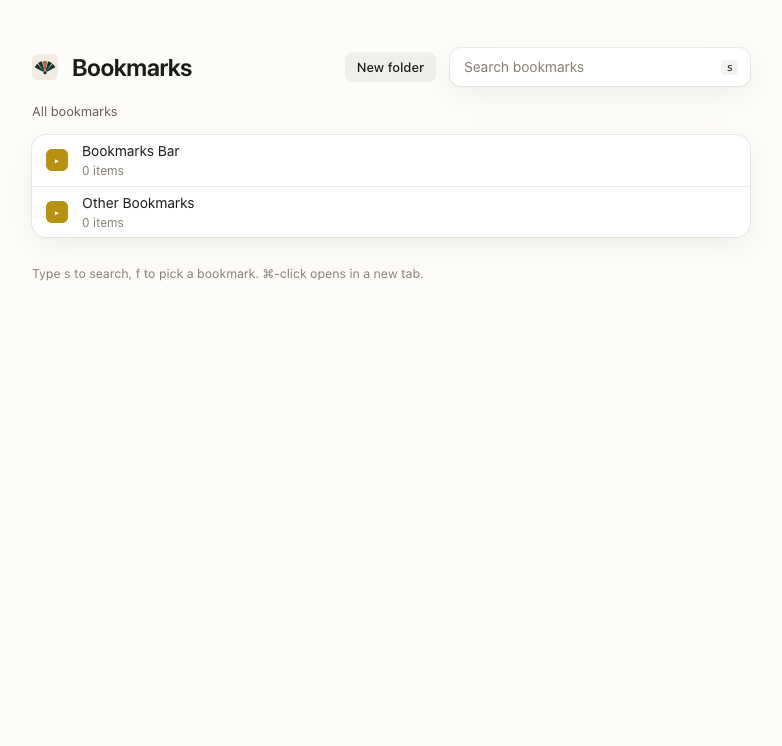 Bookmarks
New folder
Search bookmarks
s
All bookmarks
Bookmarks Bar
0 items
Other Bookmarks
0 items
Type s to search, f to pick a bookmark. ⌘-click opens in a new tab.